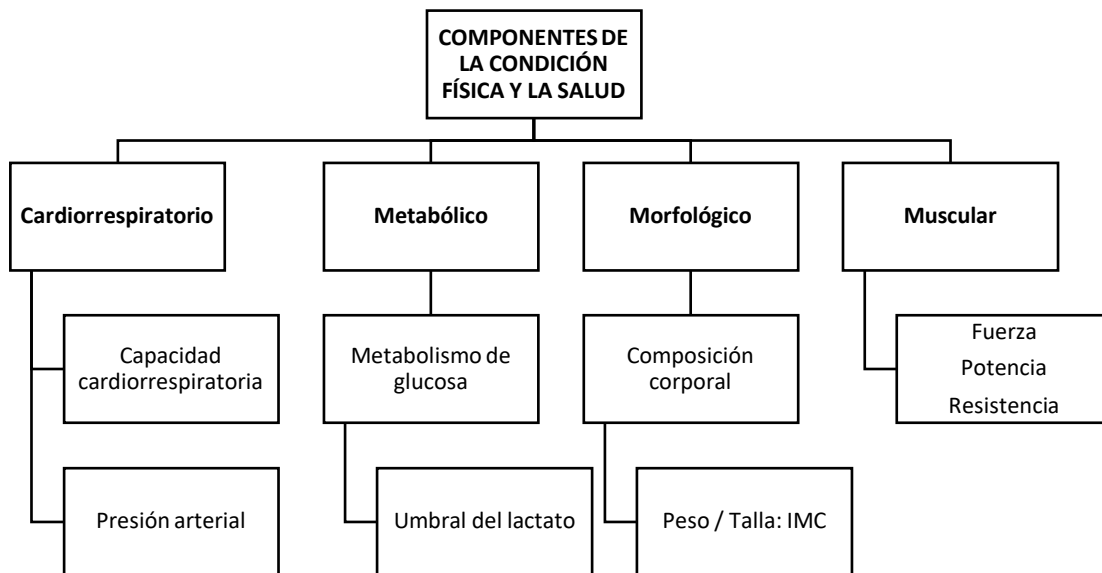 COMPONENTES DE
LA CONDICIÓN
FÍSICA Y LA SALUD
Cardiorrespiratorio
Metabólico
Morfológico
Muscular
Capacidad
cardiorrespiratoria
Metabolismo de
glucosa
Composición
corporal
Fuerza
Potencia
Resistencia
Presión arterial
Umbral del lactato
Peso / Talla: IMC